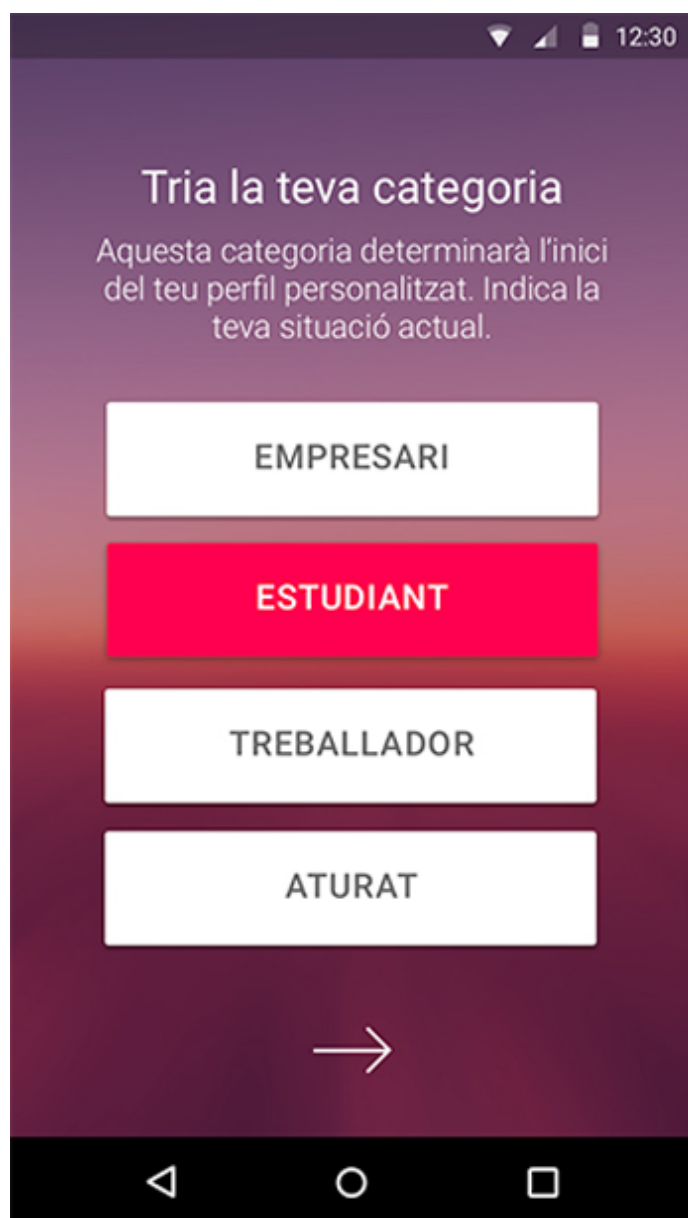 12:30
Tria la teva categoria
Aquesta categoria determinarà l'inici
del teu perfil personalitzat. Indica la
teva situació actual.
EMPRESARI
ESTUDIANT
TREBALLADOR
ATURAT